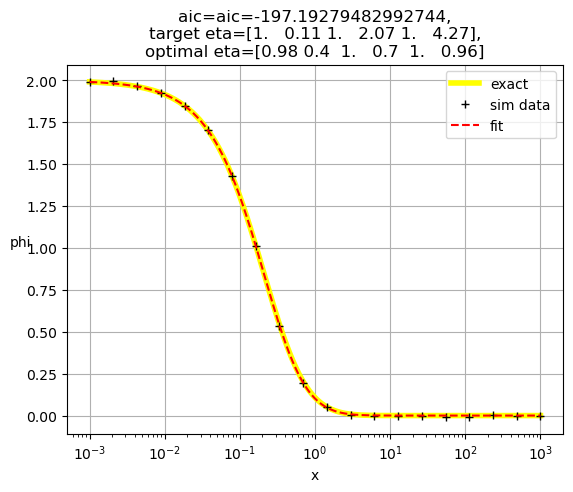 aic=aic=-197.19279482992744,
target eta=[1.   0.11 1.   2.07 1.   4.27],
optimal eta=[0.98 0.4  1.   0.7  1.   0.96]
exact
sim data
fit
2.00
1.75
1.50
1.25
1.00
0.75
0.50
0.25
0.00
phi
10⁻³ 10⁻² 10⁻¹ 10⁰ 10¹ 10² 10³
x